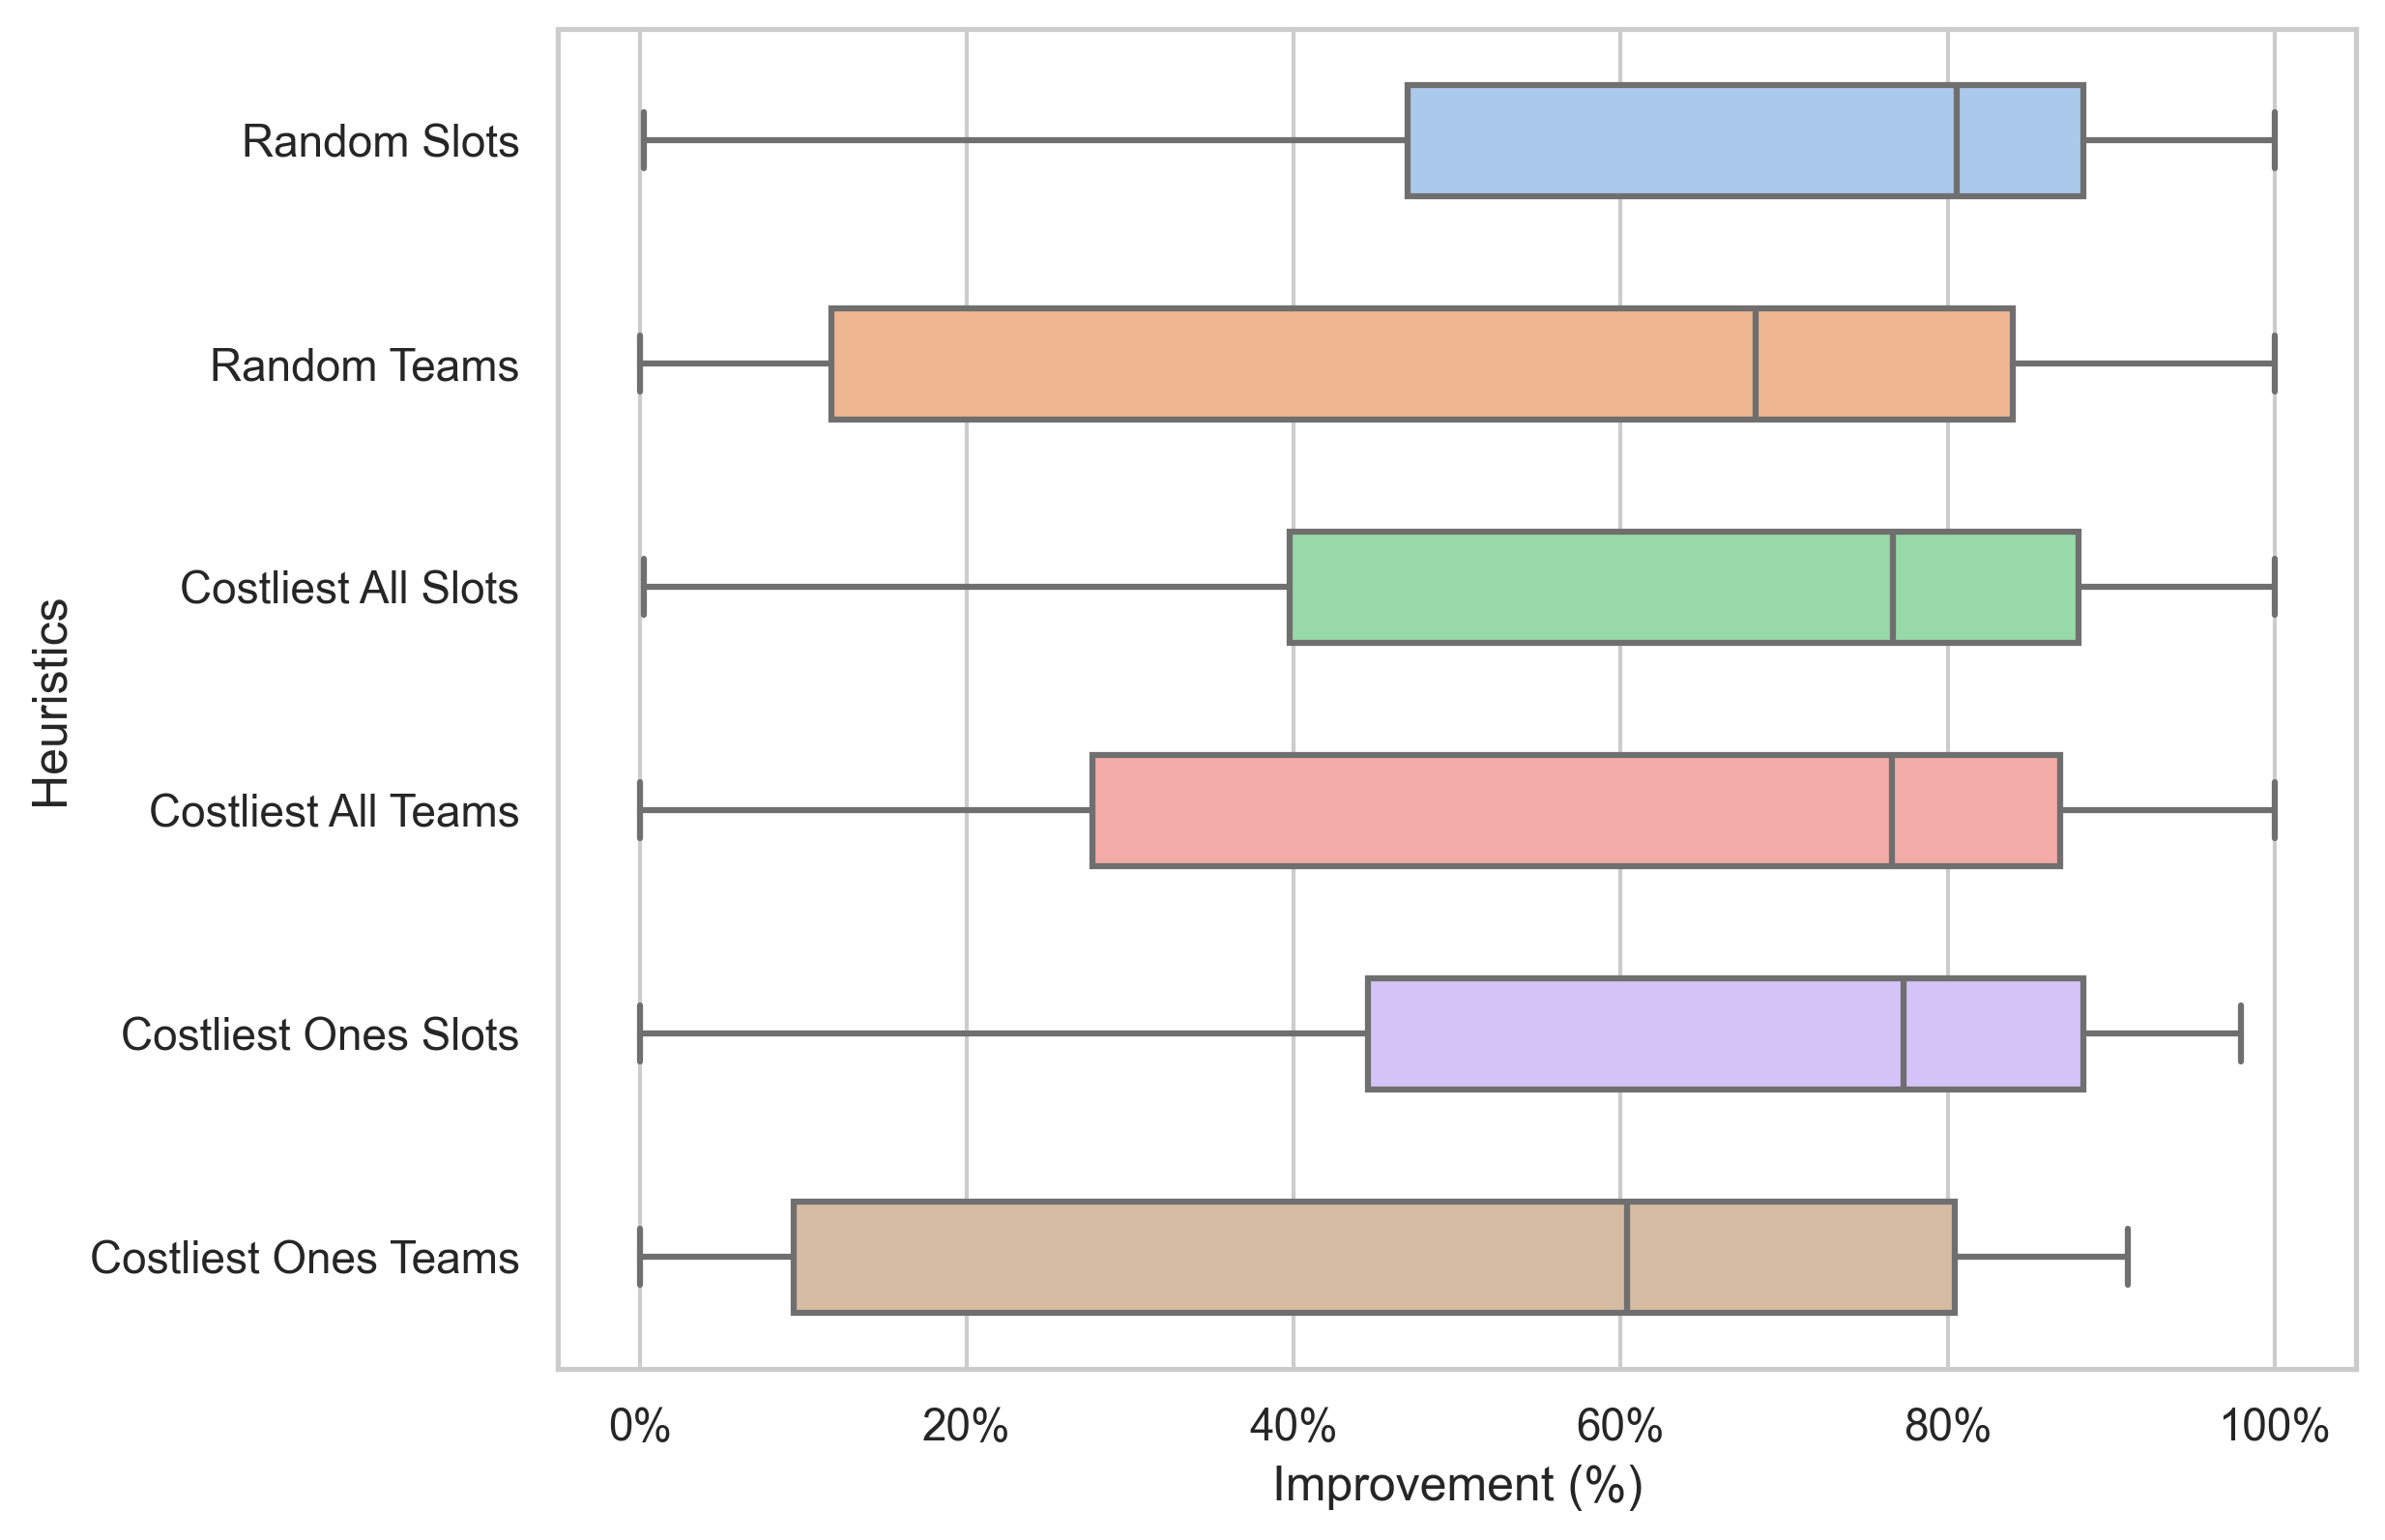 Heuristics
Random Slots
Random Teams
Costliest All Slots
Costliest All Teams
Costliest Ones Slots
Costliest Ones Teams
0% 20% 40% 60% 80% 100%
Improvement (%)